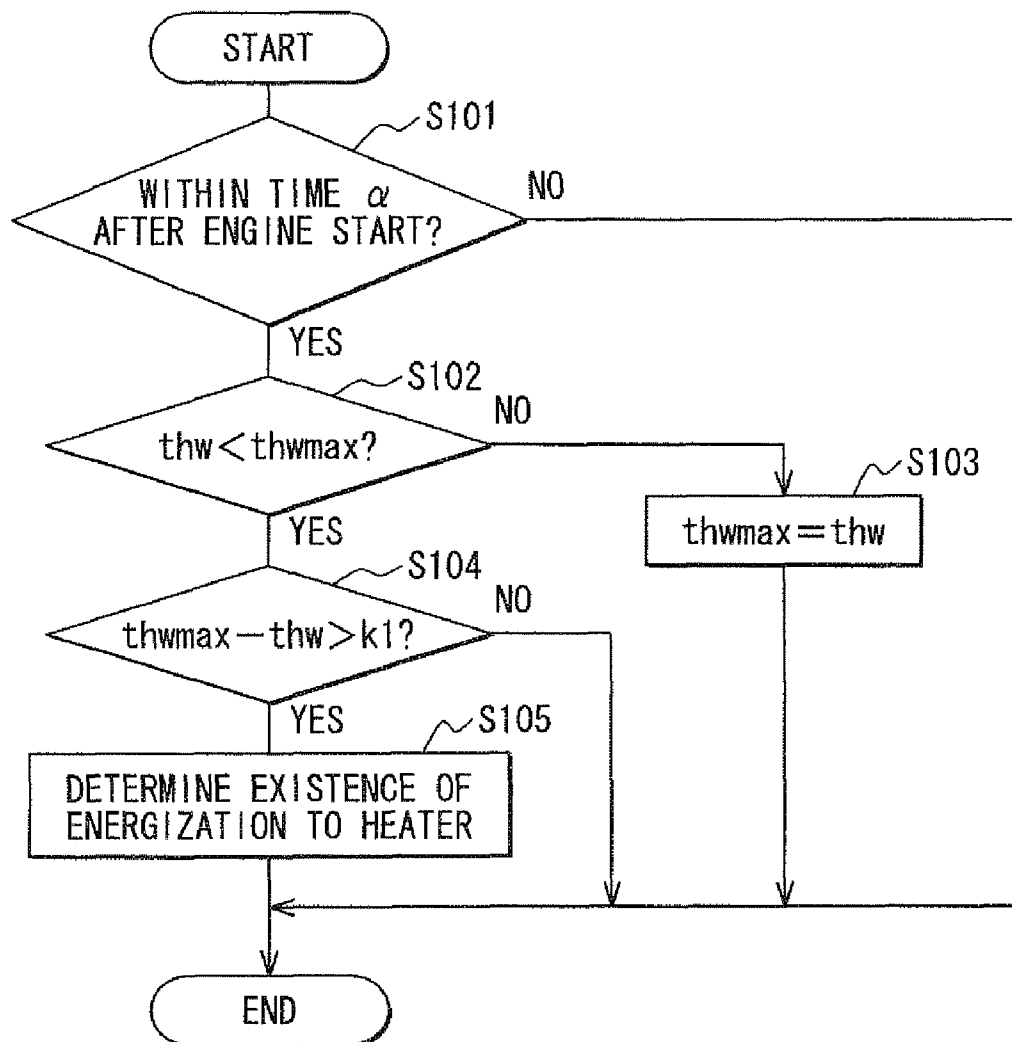 START
S101
WITHIN TIME α
AFTER ENGINE START?
NO
YES
S102
thw<thwmax?
NO
YES
S103
thwmax=thw
S104
thwmax-thw>k1?
NO
YES
S105
DETERMINE EXISTENCE OF
ENERGIZATION TO HEATER
END